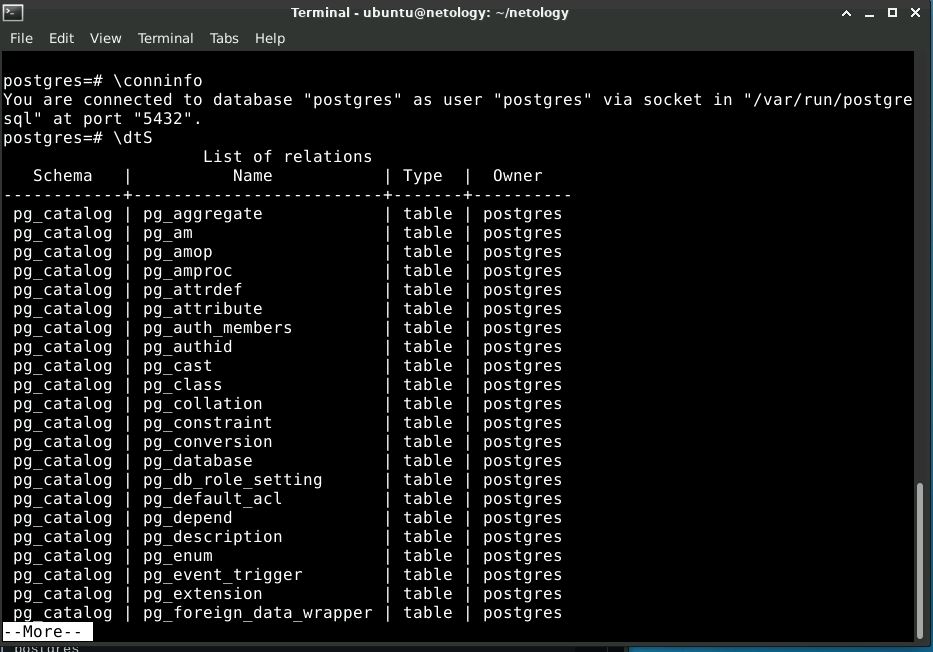 Terminal - ubuntu@netology: ~/netology
File Edit View Terminal Tabs Help
postgres=# \conninfo
You are connected to database "postgres" as user "postgres" via socket in "/var/run/postgre
sql" at port "5432".
postgres=# \dtS
                    List of relations
   Schema   |          Name           | Type  |  Owner
------------+-------------------------+-------+----------
 pg_catalog | pg_aggregate            | table | postgres
 pg_catalog | pg_am                   | table | postgres
 pg_catalog | pg_amop                 | table | postgres
 pg_catalog | pg_amproc               | table | postgres
 pg_catalog | pg_attrdef              | table | postgres
 pg_catalog | pg_attribute            | table | postgres
 pg_catalog | pg_auth_members         | table | postgres
 pg_catalog | pg_authid               | table | postgres
 pg_catalog | pg_cast                 | table | postgres
 pg_catalog | pg_class                | table | postgres
 pg_catalog | pg_collation            | table | postgres
 pg_catalog | pg_constraint           | table | postgres
 pg_catalog | pg_conversion           | table | postgres
 pg_catalog | pg_database             | table | postgres
 pg_catalog | pg_db_role_setting      | table | postgres
 pg_catalog | pg_default_acl          | table | postgres
 pg_catalog | pg_depend               | table | postgres
 pg_catalog | pg_description          | table | postgres
 pg_catalog | pg_enum                 | table | postgres
 pg_catalog | pg_event_trigger        | table | postgres
 pg_catalog | pg_extension            | table | postgres
 pg_catalog | pg_foreign_data_wrapper | table | postgres
--More--
| postgres